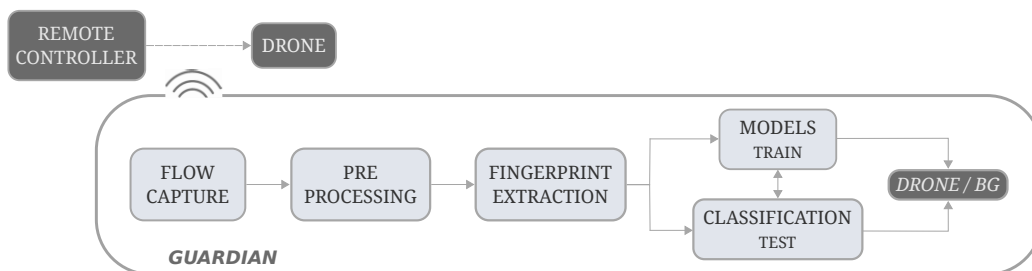 REMOTE
CONTROLLER
DRONE
FLOW
CAPTURE
PRE
PROCESSING
FINGERPRINT
EXTRACTION
MODELS
TRAIN
CLASSIFICATION
TEST
DRONE / BG
GUARDIAN